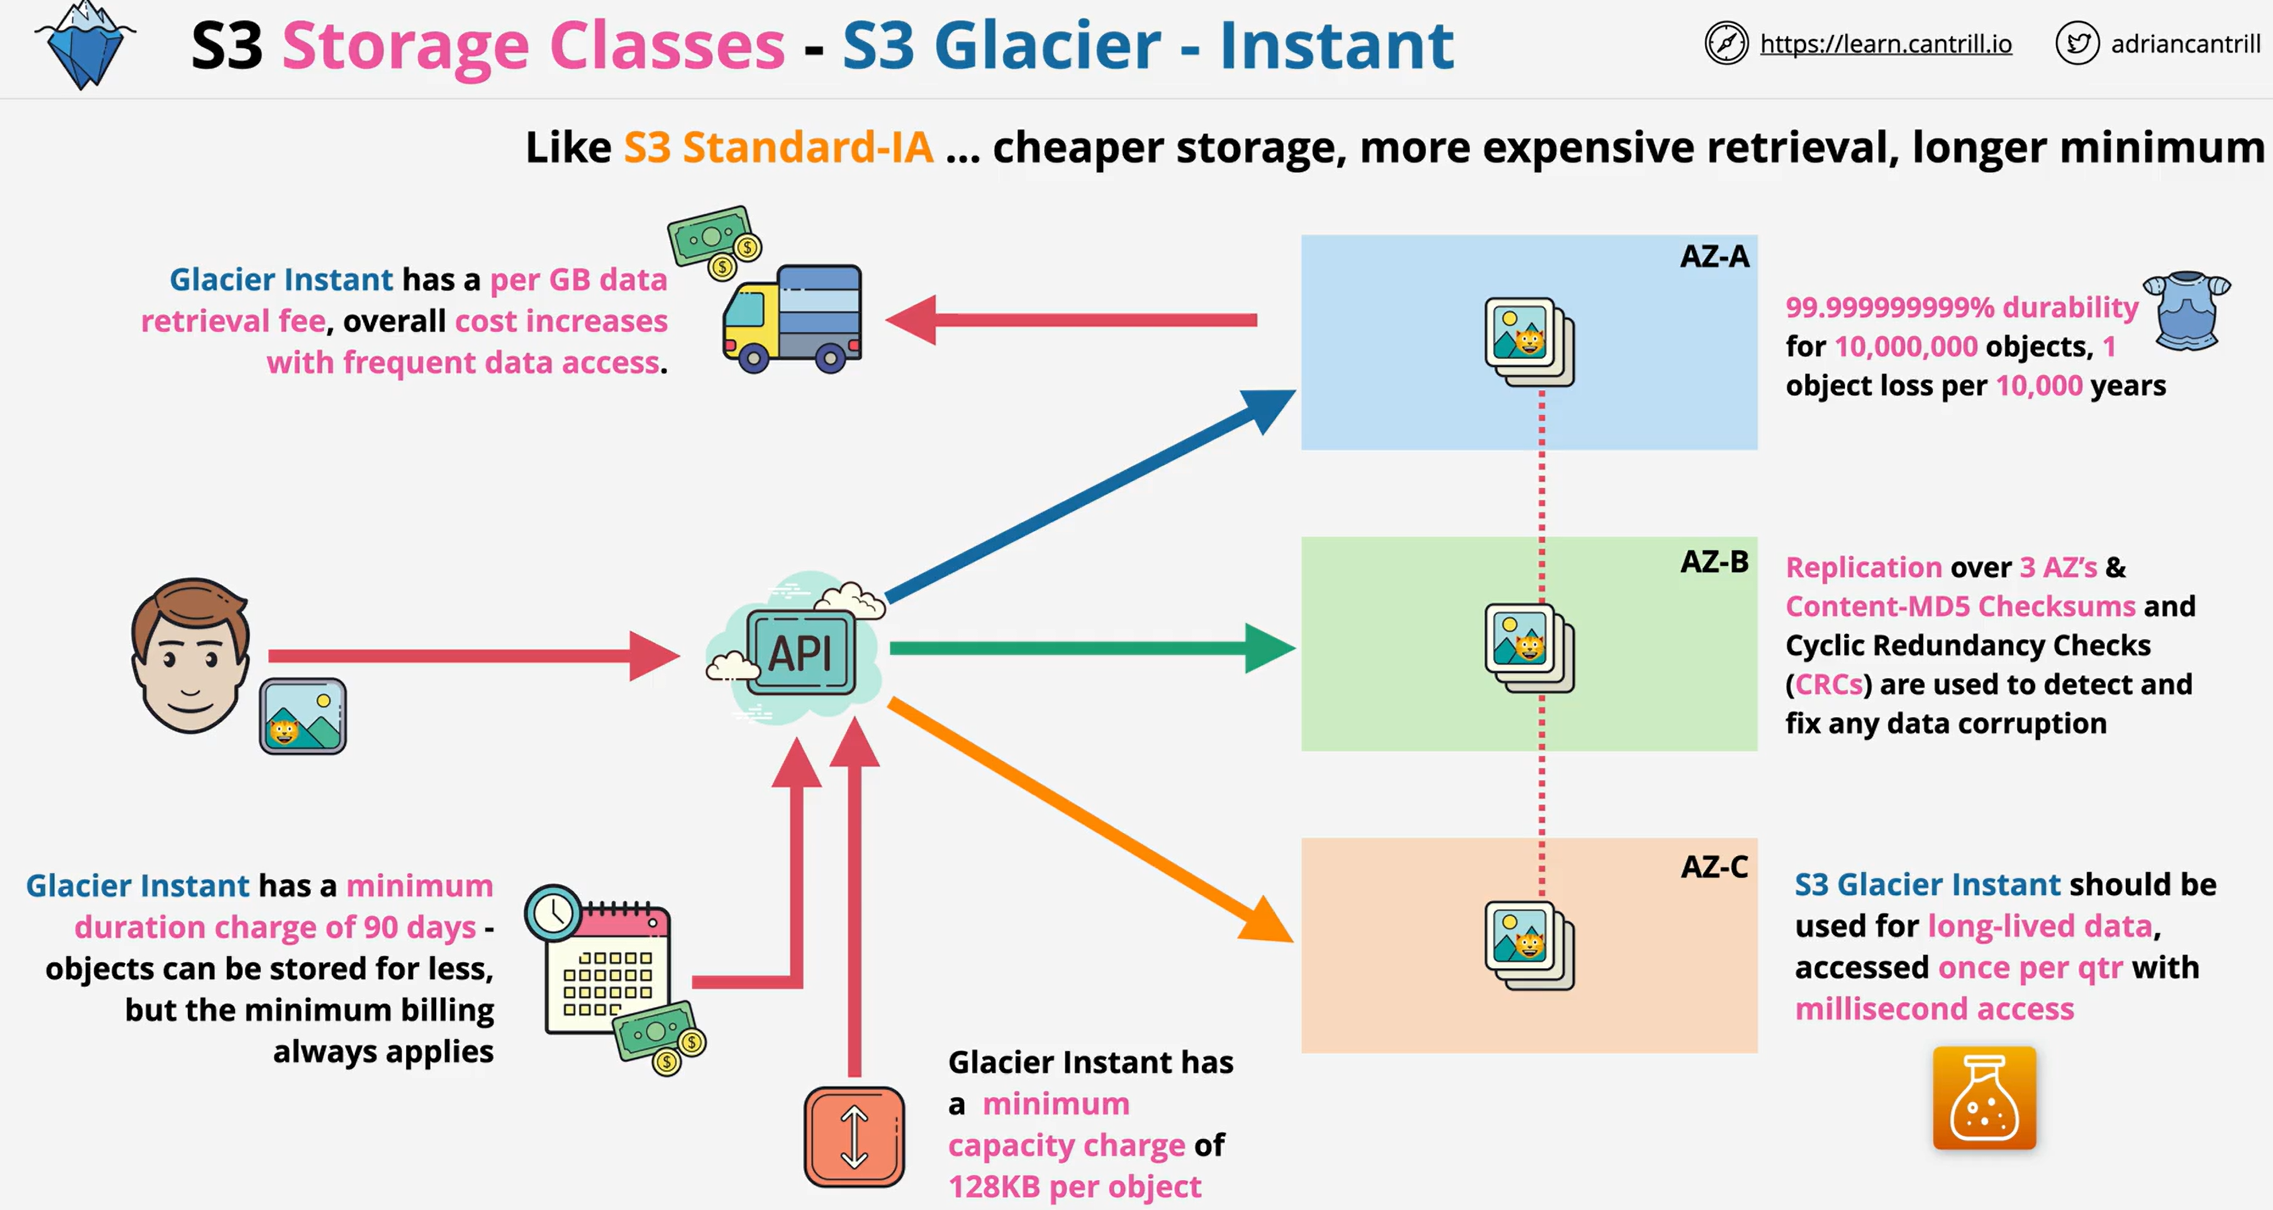 S3 Storage Classes - S3 Glacier - Instant
https://learn.cantrill.io
adriancantrill
Like S3 Standard-IA ... cheaper storage, more expensive retrieval, longer minimum
Glacier Instant has a per GB data
retrieval fee, overall cost increases
with frequent data access.
AZ-A
99.999999999% durability
for 10,000,000 objects, 1
object loss per 10,000 years
API
AZ-B
Replication over 3 AZ's &
Content-MD5 Checksums and
Cyclic Redundancy Checks
(CRCs) are used to detect and
fix any data corruption
Glacier Instant has a minimum
duration charge of 90 days -
objects can be stored for less,
but the minimum billing
always applies
Glacier Instant has
a minimum
capacity charge of
128KB per object
AZ-C
S3 Glacier Instant should be
used for long-lived data,
accessed once per qtr with
millisecond access